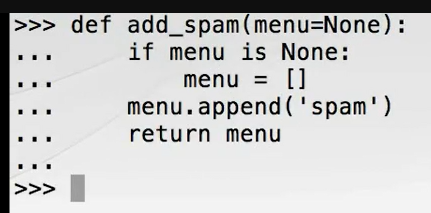 >>> def add_spam(menu=None):
...     if menu is None:
...         menu = []
...     menu.append('spam')
...     return menu
...
>>>